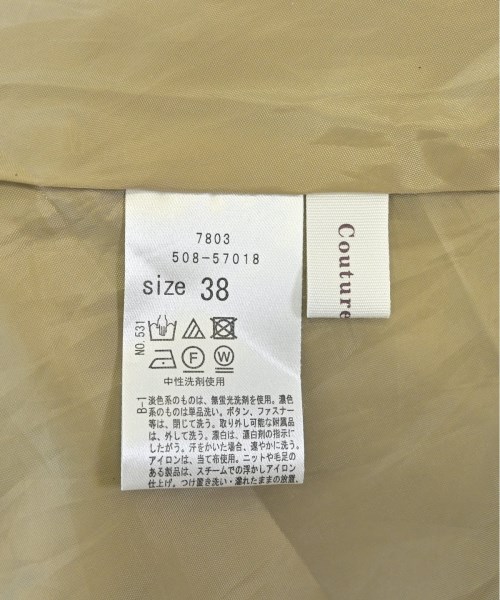 7803
508-57018
size 38
NO.531
F W
中性洗剤使用
B-1
淡色系のものは、無蛍光洗剤を使用。濃色
系のものは単品洗い。ボタン、ファスナー
等は、閉じて洗う。取り外し可能な附属品
は、外して洗う。漂白は、漂白剤の指示に
したがう。汗をかいた場合、速やかに洗う。
アイロンは、当て布使用。ニットや毛足の
ある製品は、スチームでの浮かしアイロン
仕上げ。つけ置き洗い・濡れたままの放置、
Couture